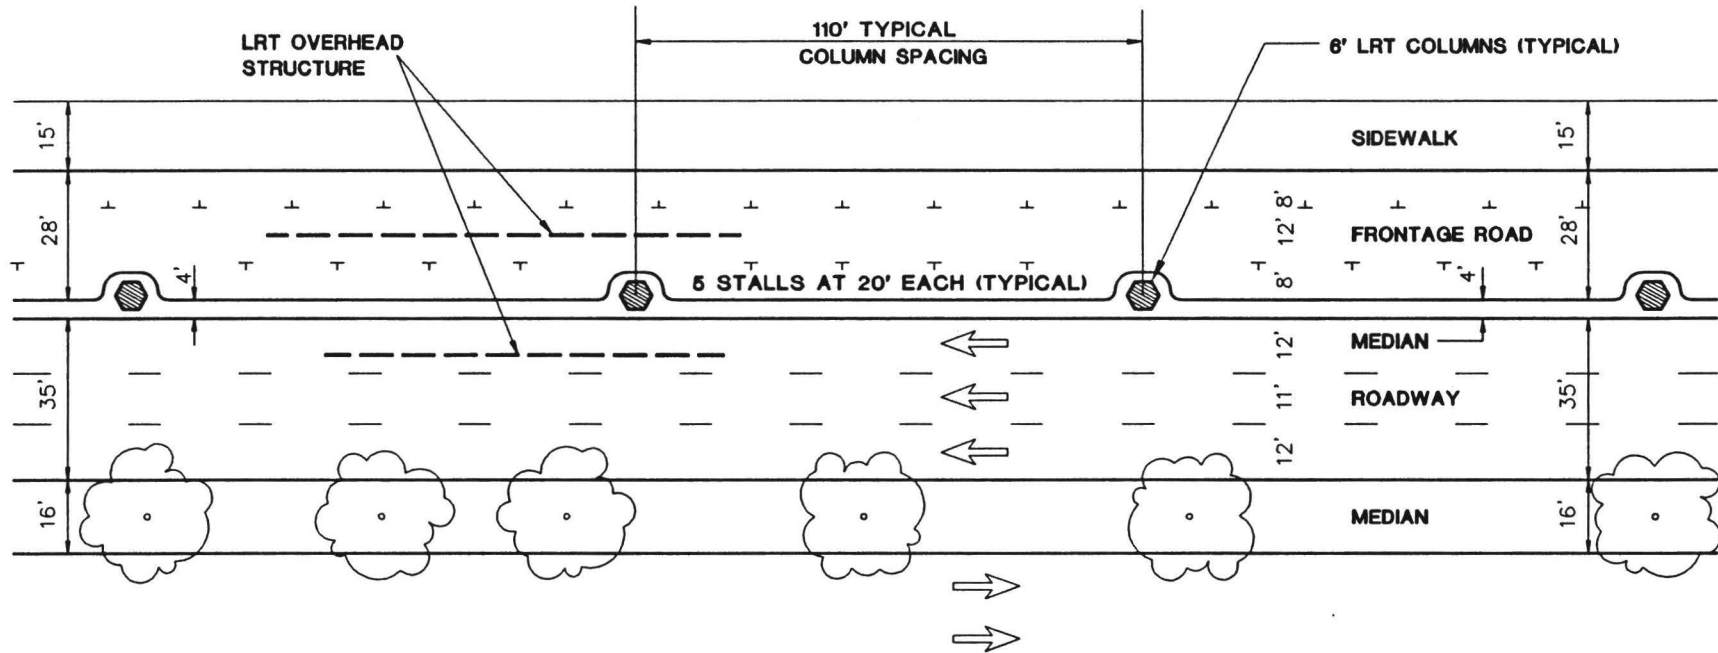 110' TYPICAL
COLUMN SPACING
LRT OVERHEAD
STRUCTURE
6' LRT COLUMNS (TYPICAL)
15'
SIDEWALK
15'
28'
8'
12'
FRONTAGE ROAD
28'
4'
5 STALLS AT 20' EACH (TYPICAL)
8'
4'
12'
MEDIAN
35'
11'
ROADWAY
35'
12'
16'
MEDIAN
16'